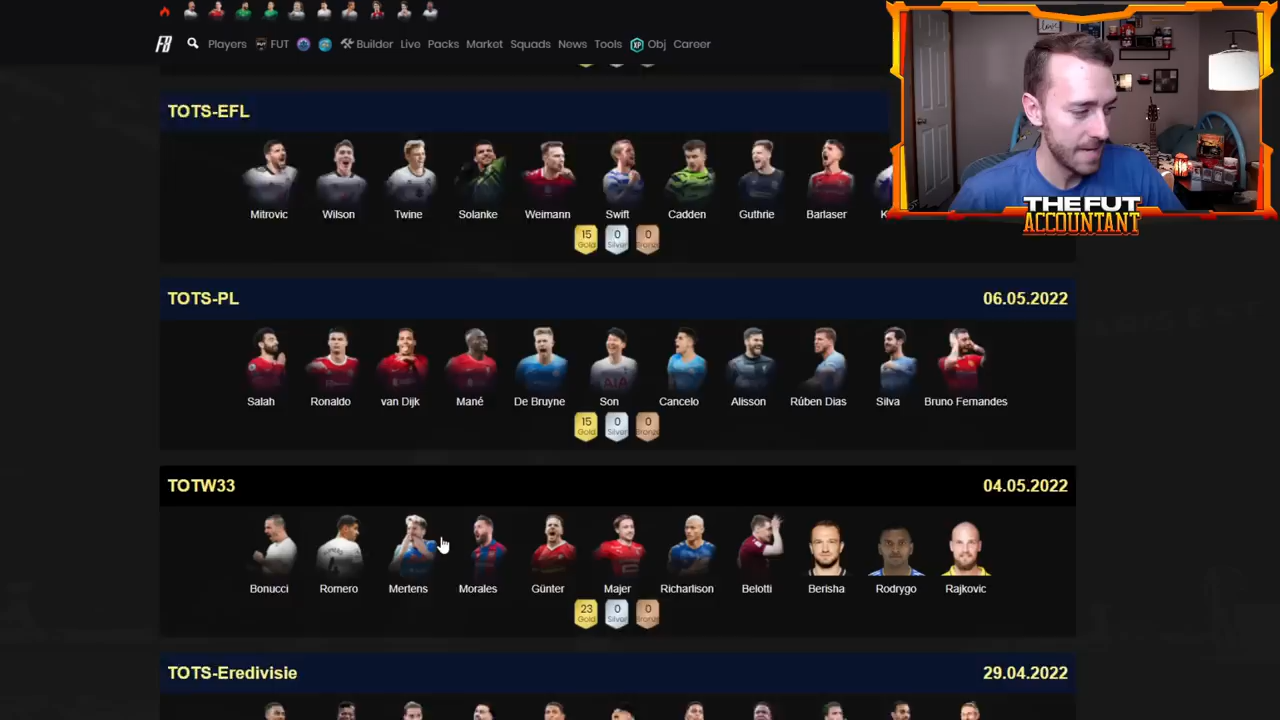 FB Players FUT Builder Live Packs Market Squads News Tools XP Obj Career
THE FUT
ACCOUNTANT
TOTS-EFL
Mitrovic Wilson Twine Solanke Weimann Swift Cadden Guthrie Barlaser
15 0 0
Gold Silver Bronze
TOTS-PL 06.05.2022
Salah Ronaldo van Dijk Mané De Bruyne Son Cancelo Alisson Rúben Dias Silva Bruno Fernandes
15 0 0
Gold Silver Bronze
TOTW33 04.05.2022
Bonucci Romero Mertens Morales Günter Majer Richarlison Belotti Berisha Rodrygo Rajkovic
23 0 0
Gold Silver Bronze
TOTS-Eredivisie 29.04.2022